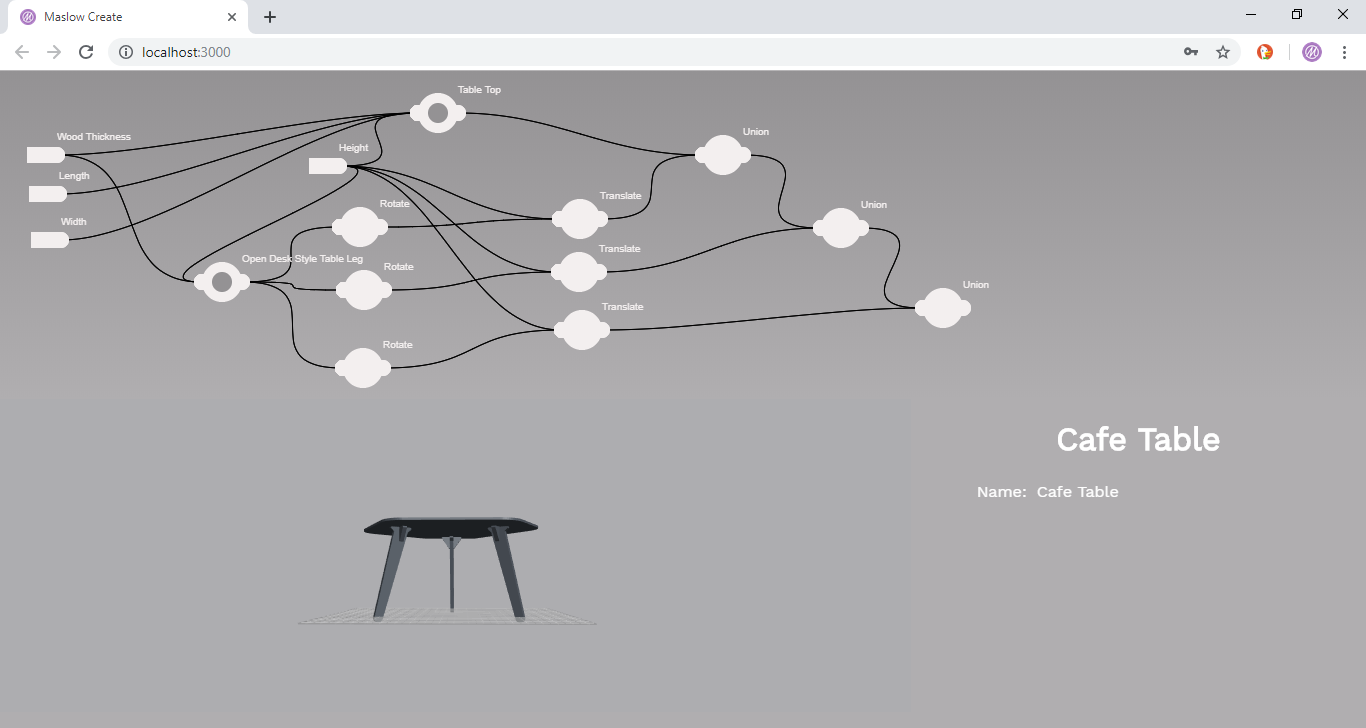 Maslow Create
localhost:3000
Table Top
Wood Thickness
Union
Height
Length
Translate
Rotate
Union
Width
Translate
Open Desk Style Table Leg
Rotate
Union
Translate
Rotate
Cafe Table
Name: Cafe Table